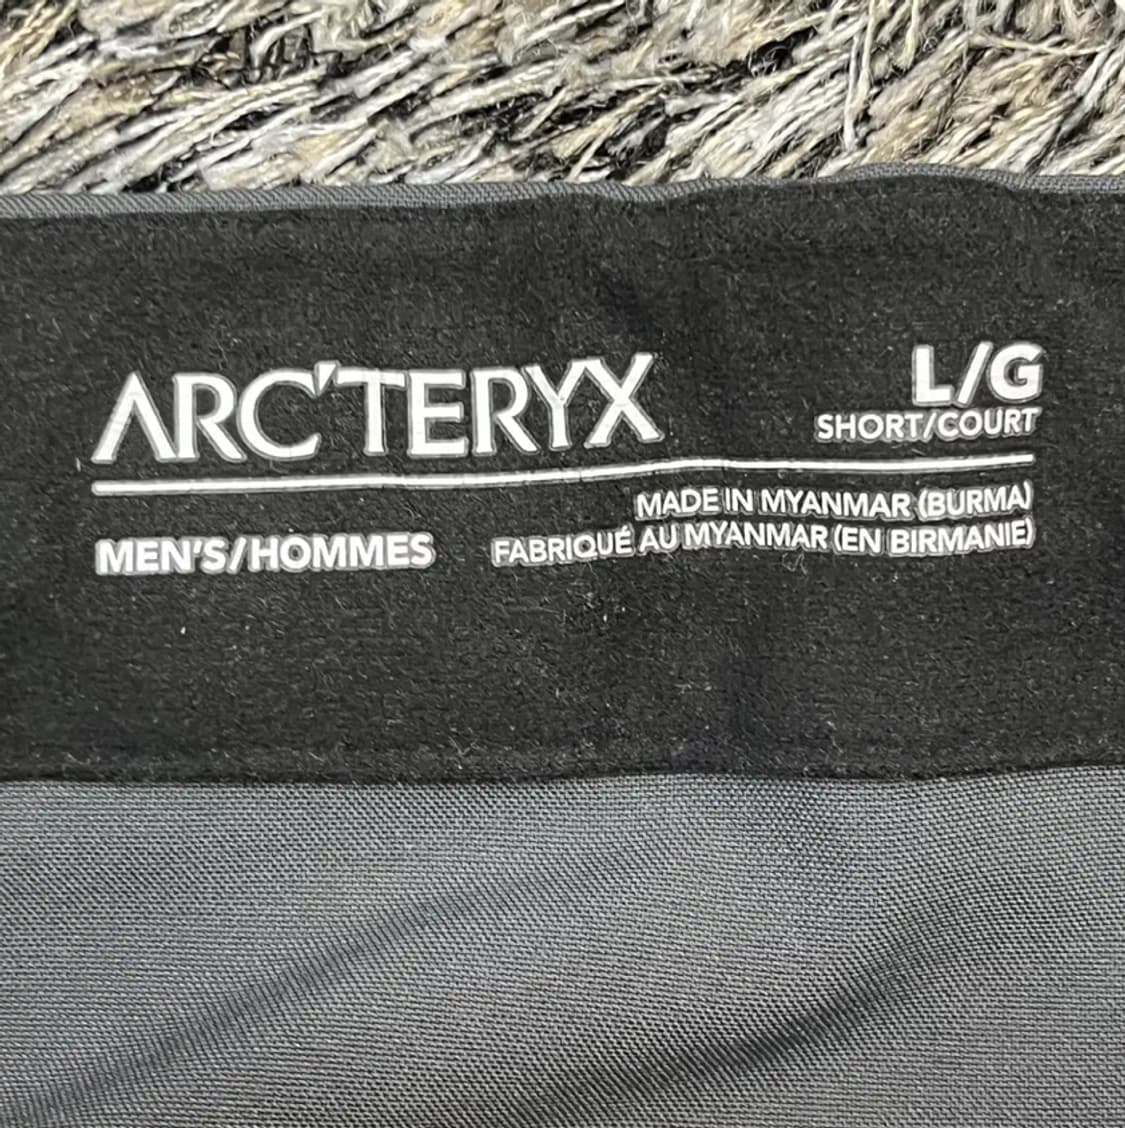 ARC'TERYX
L/G
SHORT/COURT
MEN'S/HOMMES
MADE IN MYANMAR (BURMA)
FABRIQUÉ AU MYANMAR (EN BIRMANIE)